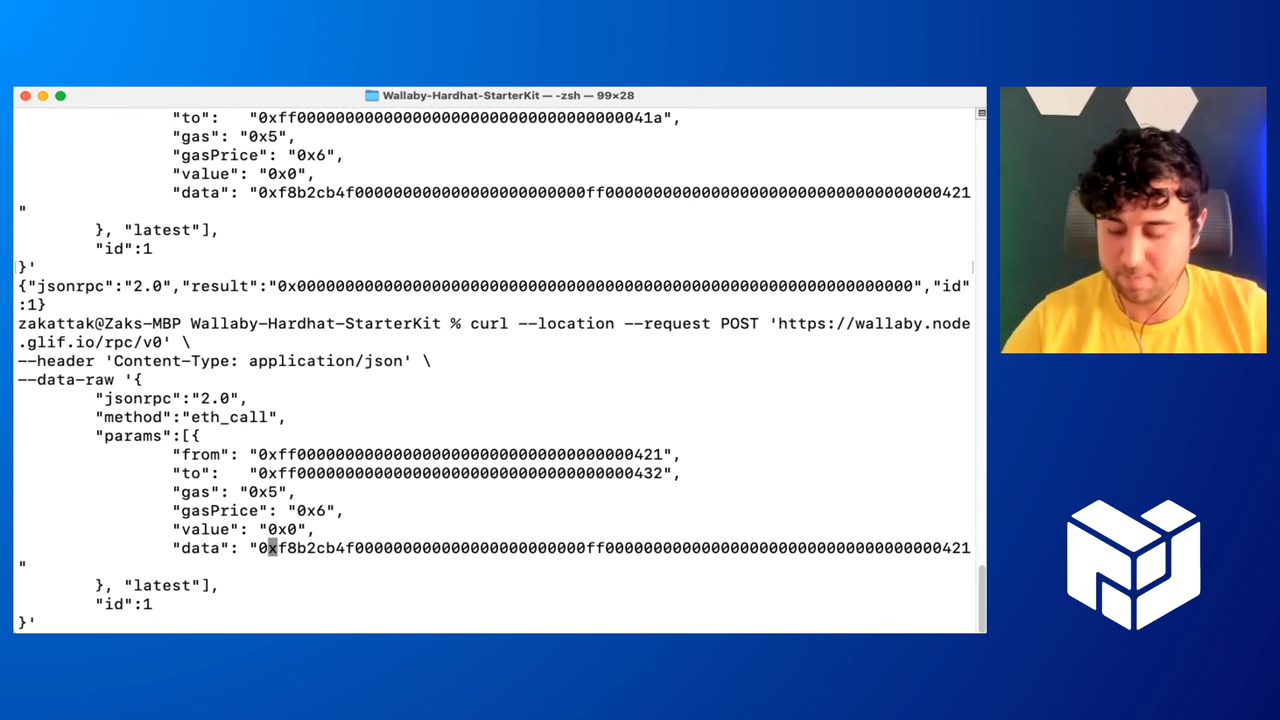 Wallaby-Hardhat-StarterKit — -zsh — 99×28
"to":   "0xff0000000000000000000000000000000000041a",
"gas": "0x5",
"gasPrice": "0x6",
"value": "0x0",
"data": "0xf8b2cb4f000000000000000000000000ff00000000000000000000000000000000000421
"
}, "latest"],
"id":1
}'
{"jsonrpc":"2.0","result":"0x0000000000000000000000000000000000000000000000000000000000000000","id"
:1}
zakattak@Zaks-MBP Wallaby-Hardhat-StarterKit % curl --location --request POST 'https://wallaby.node
.glif.io/rpc/v0' \
--header 'Content-Type: application/json' \
--data-raw '{
"jsonrpc":"2.0",
"method":"eth_call",
"params":[{
"from": "0xff00000000000000000000000000000000000421",
"to":   "0xff00000000000000000000000000000000000432",
"gas": "0x5",
"gasPrice": "0x6",
"value": "0x0",
"data": "0xf8b2cb4f000000000000000000000000ff00000000000000000000000000000000000421
"
}, "latest"],
"id":1
}'